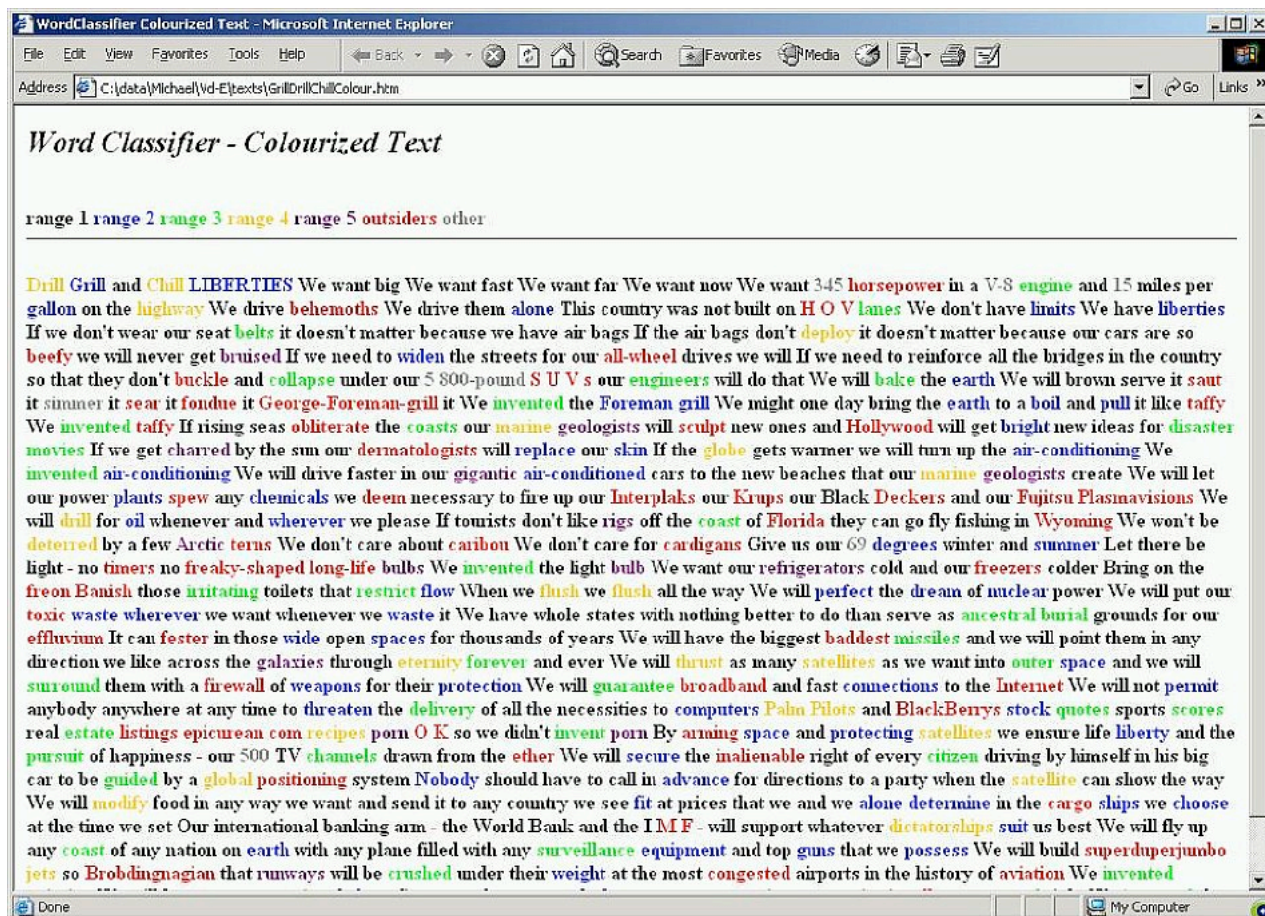 WordClassifier Colourized Text - Microsoft Internet Explorer
File Edit View Favorites Tools Help Back Search Favorites Media
Address C:\data\Michael\Vd-E\texts\GrillDrillChillColour.htm Go Links »
Word Classifier - Colourized Text
range 1 range 2 range 3 range 4 range 5 outsiders other
Drill Grill and Chill LIBERTIES We want big We want fast We want far We want now We want 345 horsepower in a V-8 engine and 15 miles per
gallon on the highway We drive behemoths We drive them alone This country was not built on H O V lanes We don't have limits We have liberties
If we don't wear our seat belts it doesn't matter because we have air bags If the air bags don't deploy it doesn't matter because our cars are so
beefy we will never get bruised If we need to widen the streets for our all-wheel drives we will If we need to reinforce all the bridges in the country
so that they don't buckle and collapse under our 5 800-pound S U V s our engineers will do that We will bake the earth We will brown serve it saut
it simmer it sear it fondue it George-Foreman-grill it We invented the Foreman grill We might one day bring the earth to a boil and pull it like taffy
We invented taffy If rising seas obliterate the coasts our marine geologists will sculpt new ones and Hollywood will get bright new ideas for disaster
movies If we get charred by the sun our dermatologists will replace our skin If the globe gets warmer we will turn up the air-conditioning We
invented air-conditioning We will drive faster in our gigantic air-conditioned cars to the new beaches that our marine geologists create We will let
our power plants spew any chemicals we deem necessary to fire up our Interplaks our Krups our Black Deckers and our Fujitsu Plasmavisions We
will drill for oil whenever and wherever we please If tourists don't like rigs off the coast of Florida they can go fly fishing in Wyoming We won't be
deterred by a few Arctic terns We don't care about caribou We don't care for cardigans Give us our 69 degrees winter and summer Let there be
light - no timers no freaky-shaped long-life bulbs We invented the light bulb We want our refrigerators cold and our freezers colder Bring on the
freon Banish those irritating toilets that restrict flow When we flush we flush all the way We will perfect the dream of nuclear power We will put our
toxic waste wherever we want whenever we waste it We have whole states with nothing better to do than serve as ancestral burial grounds for our
effluvium It can fester in those wide open spaces for thousands of years We will have the biggest baddest missiles and we will point them in any
direction we like across the galaxies through eternity forever and ever We will thrust as many satellites as we want into outer space and we will
surround them with a firewall of weapons for their protection We will guarantee broadband and fast connections to the Internet We will not permit
anybody anywhere at any time to threaten the delivery of all the necessities to computers Palm Pilots and BlackBerrys stock quotes sports scores
real estate listings epicurean com recipes porn O K so we didn't invent porn By arming space and protecting satellites we ensure life liberty and the
pursuit of happiness - our 500 TV channels drawn from the ether We will secure the inalienable right of every citizen driving by himself in his big
car to be guided by a global positioning system Nobody should have to call in advance for directions to a party when the satellite can show the way
We will modify food in any way we want and send it to any country we see fit at prices that we and we alone determine in the cargo ships we choose
at the time we set Our international banking arm - the World Bank and the I M F - will support whatever dictatorships suit us best We will fly up
any coast of any nation on earth with any plane filled with any surveillance equipment and top guns that we possess We will build superduperjumbo
jets so Brobdingnagian that runways will be crushed under their weight at the most congested airports in the history of aviation We invented
Done My Computer